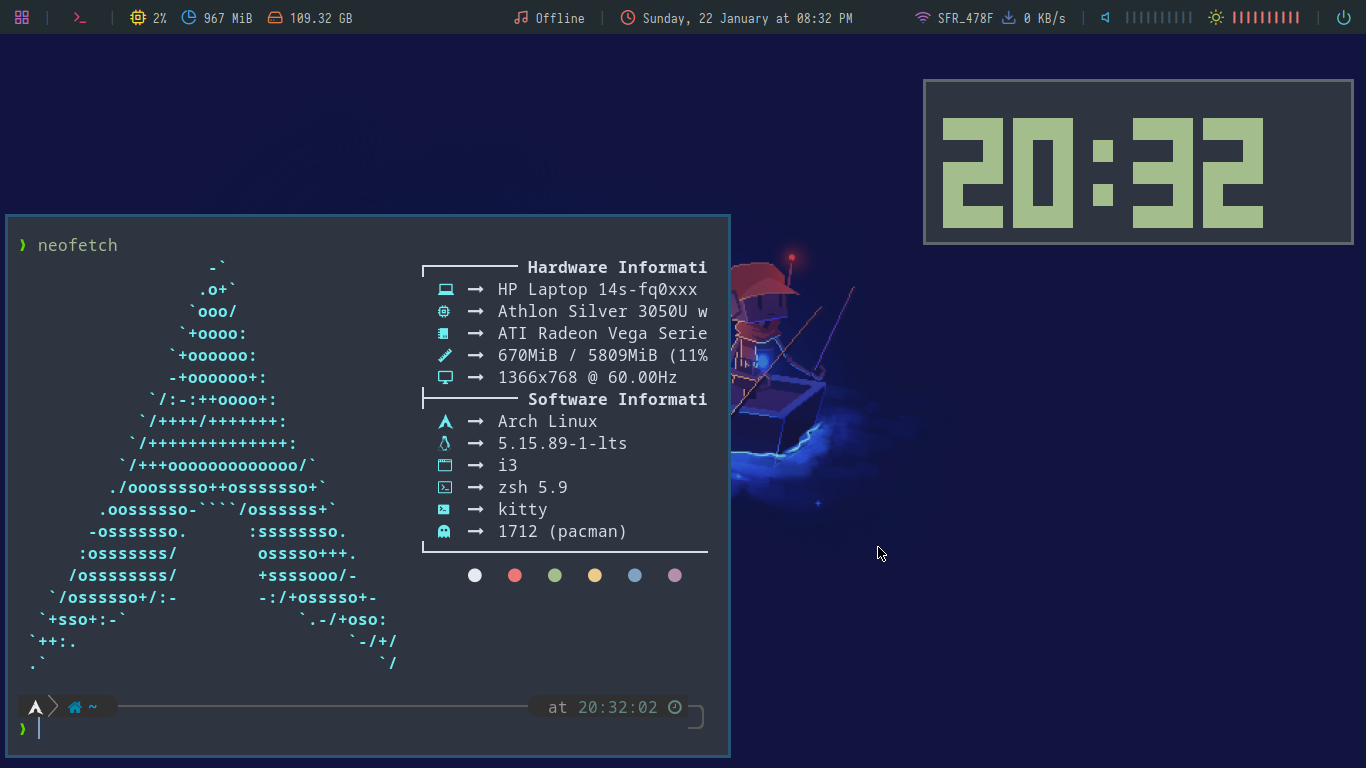 2% 967 MiB 109.32 GB Offline Sunday, 22 January at 08:32 PM SFR_478F 0 KB/s
20:32
❯ neofetch
-`
.o+`
`ooo/
`+oooo:
`+oooooo:
-+oooooo+:
`/:-:++oooo+:
`/++++/+++++++:
`/++++++++++++++:
`/+++ooooooooooooo/`
./ooosssso++osssssso+`
.oossssso-````/ossssss+`
-osssssso. :ssssssso.
:osssssss/ osssso+++.
/ossssssss/ +ssssooo/-
`/ossssso+/:- -:/+osssso+-
`+sso+:-` `.-/+oso:
`++:. `-/+/
.` `/
Hardware Informati
→ HP Laptop 14s-fq0xxx
→ Athlon Silver 3050U w
→ ATI Radeon Vega Serie
→ 670MiB / 5809MiB (11%
→ 1366x768 @ 60.00Hz
Software Informati
→ Arch Linux
→ 5.15.89-1-lts
→ i3
→ zsh 5.9
→ kitty
→ 1712 (pacman)
~ at 20:32:02
❯